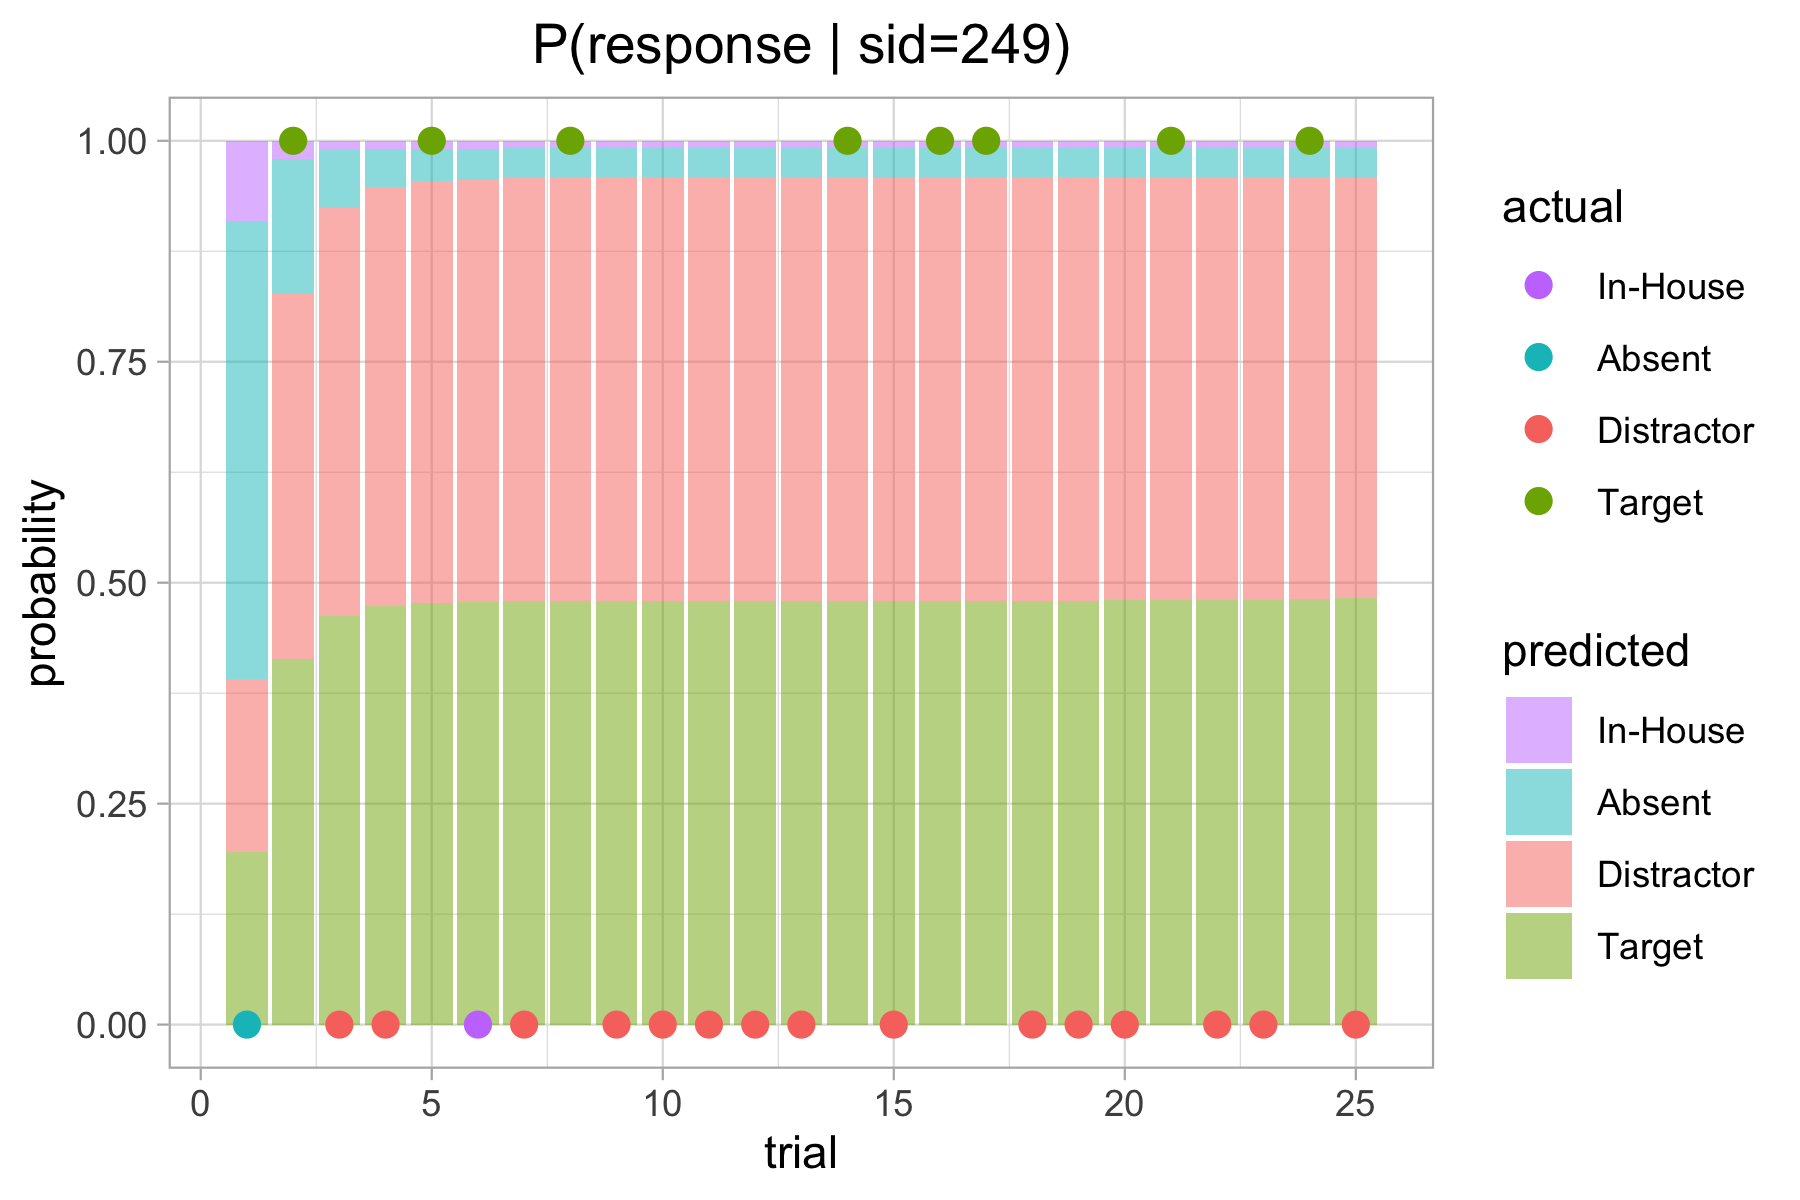 P(response | sid=249)
1.00
0.75
0.50
0.25
0.00
probability
0 5 10 15 20 25
trial
actual
In-House
Absent
Distractor
Target
predicted
In-House
Absent
Distractor
Target